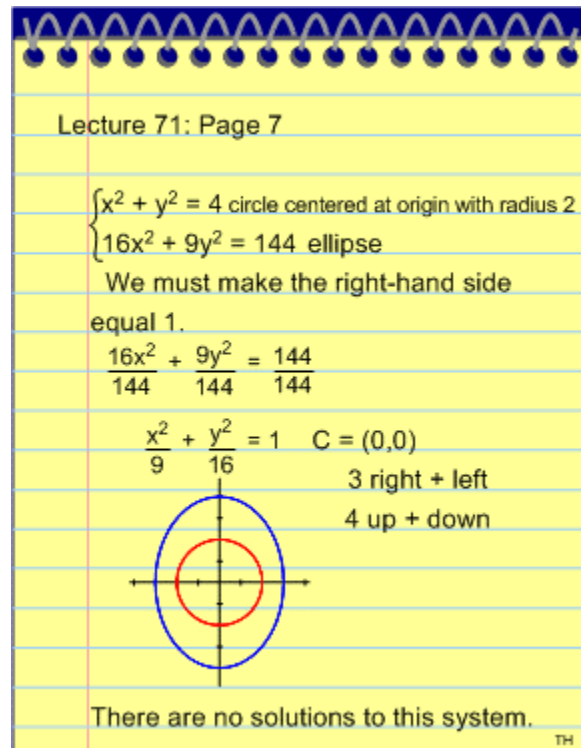 Lecture 71: Page 7
x² + y² = 4 circle centered at origin with radius 2
16x² + 9y² = 144 ellipse
We must make the right-hand side
equal 1.
16x²/144 + 9y²/144 = 144/144
x²/9 + y²/16 = 1 C = (0,0)
3 right + left
4 up + down
There are no solutions to this system.
TH